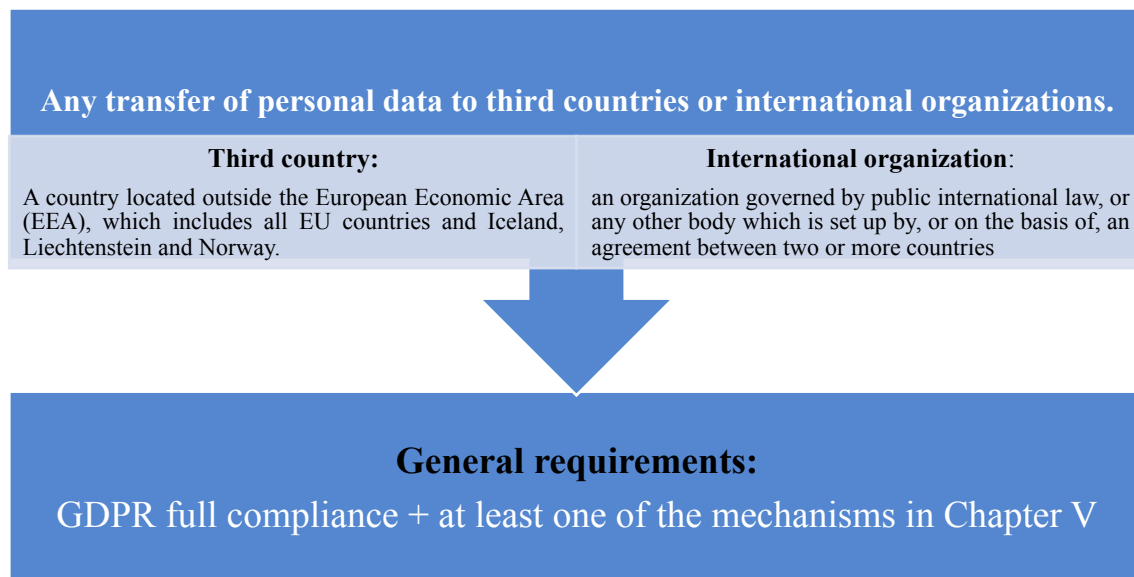 Any transfer of personal data to third countries or international organizations.
Third country:
A country located outside the European Economic Area
(EEA), which includes all EU countries and Iceland,
Liechtenstein and Norway.
International organization:
an organization governed by public international law, or
any other body which is set up by, or on the basis of, an
agreement between two or more countries
General requirements:
GDPR full compliance + at least one of the mechanisms in Chapter V